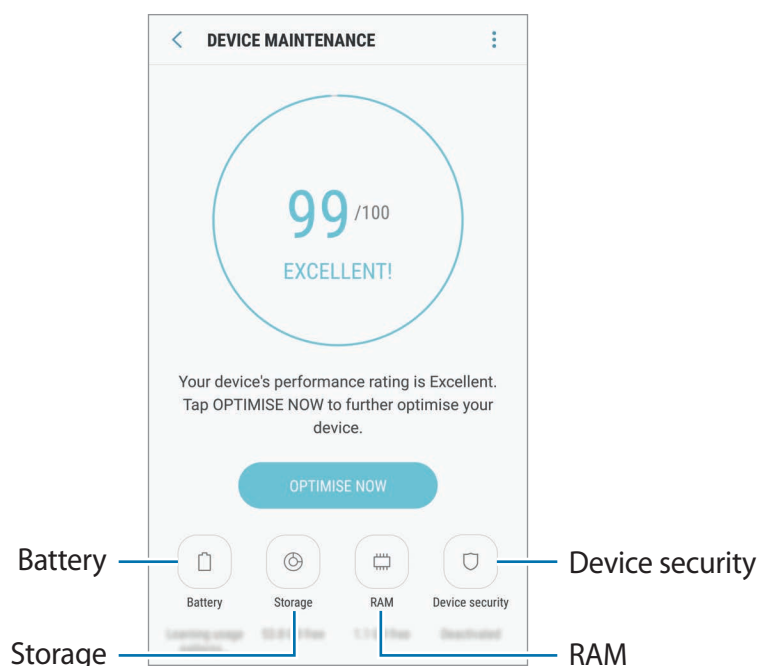 DEVICE MAINTENANCE
99 /100
EXCELLENT!
Your device's performance rating is Excellent.
Tap OPTIMISE NOW to further optimise your
device.
OPTIMISE NOW
Battery
Device security
Battery Storage RAM Device security
Storage
RAM